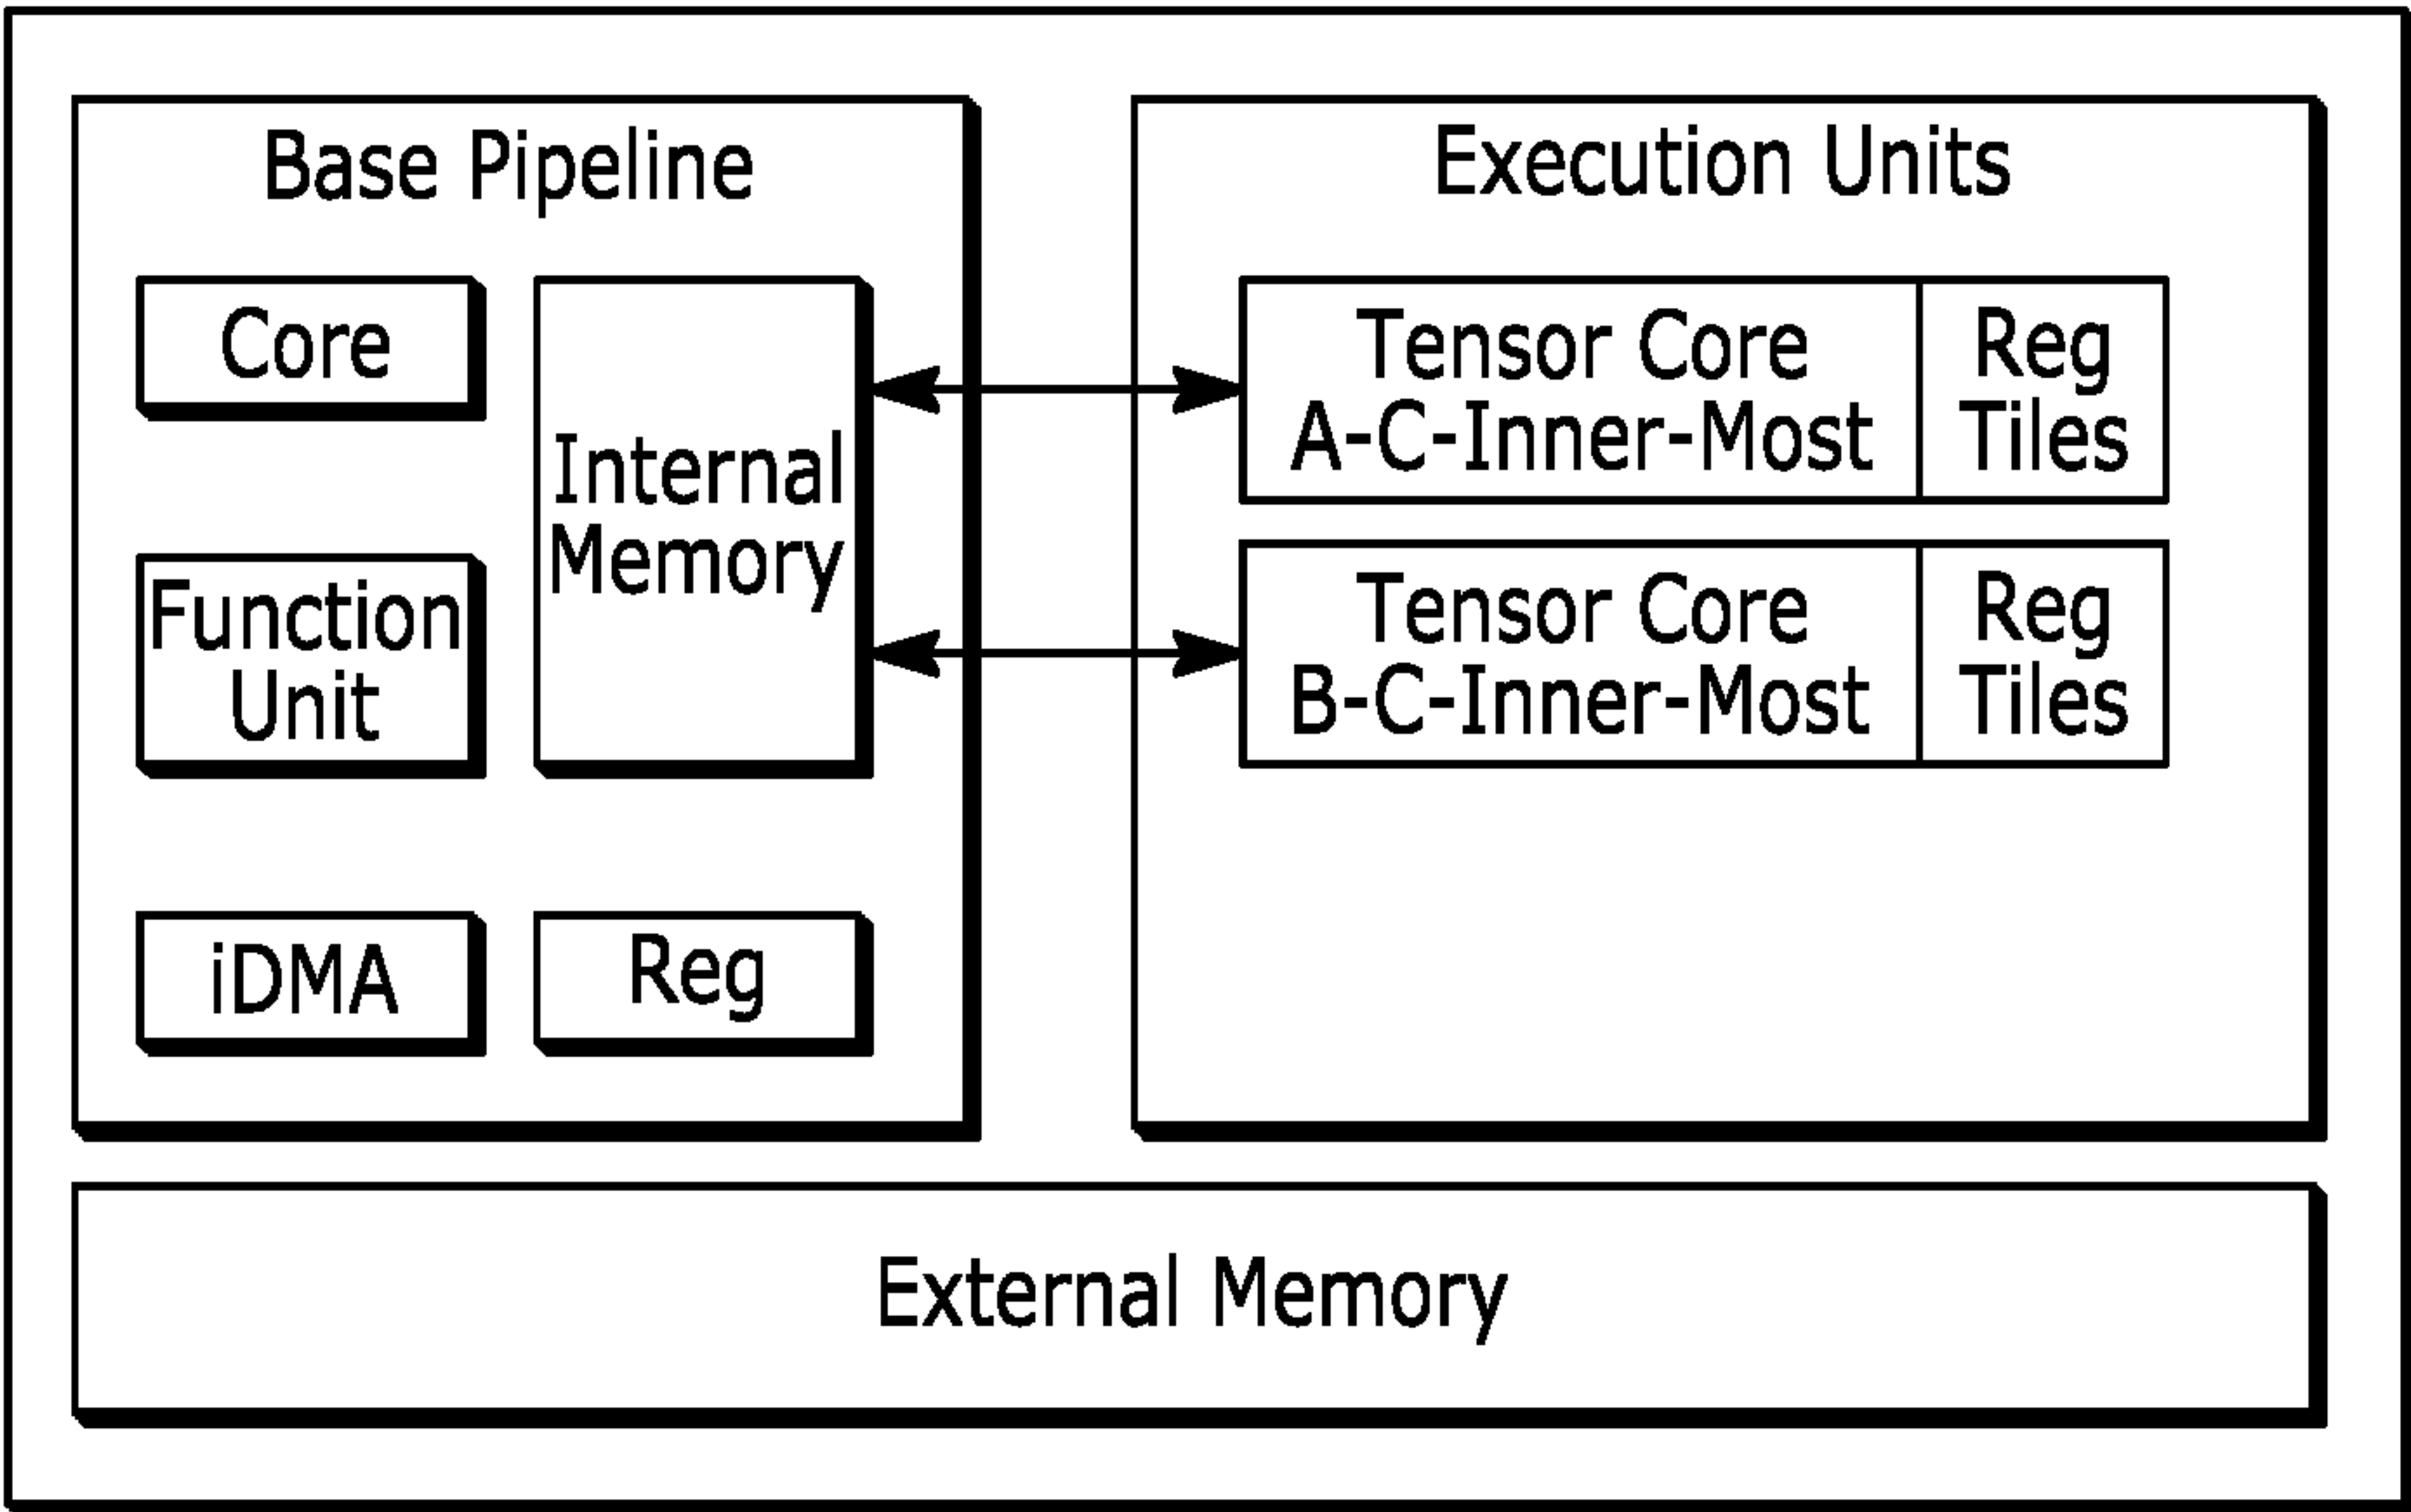 Base Pipeline
Core
Function
Unit
Internal
Memory
iDMA
Reg
Execution Units
Tensor Core
A-C-Inner-Most
Reg
Tiles
Tensor Core
B-C-Inner-Most
Reg
Tiles
External Memory